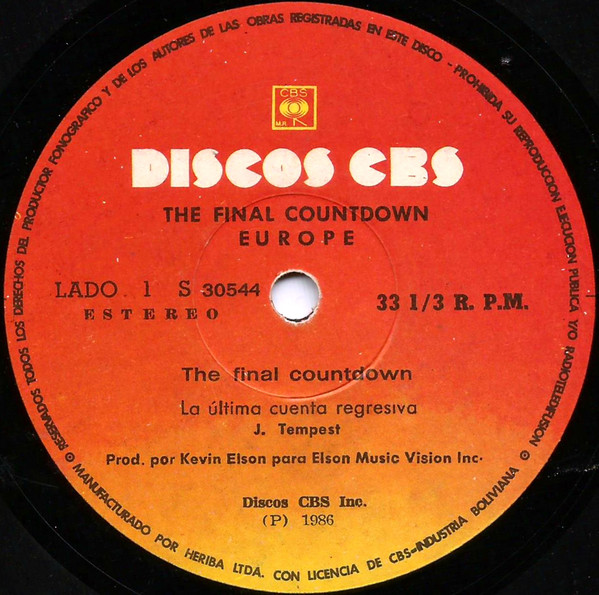 CBS
M.R.
DISCOS CBS
THE FINAL COUNTDOWN
EUROPE
LADO. 1 S 30544
ESTEREO
33 1/3 R. P.M.
The final countdown
La última cuenta regresiva
J. Tempest
Prod. por Kevin Elson para Elson Music Vision Inc.
Discos CBS Inc.
(P) 1986
RESERVADOS TODOS LOS DERECHOS DEL PRODUCTOR FONOGRAFICO Y DE LOS AUTORES DE LAS OBRAS REGISTRADAS EN ESTE DISCO - PROHIBIDA SU REPRODUCCION EJECUCION PUBLICA Y/O RADIOTELEDIFUSION
MANUFACTURADO POR HERIBA LTDA. CON LICENCIA DE CBS-INDUSTRIA BOLIVIANA